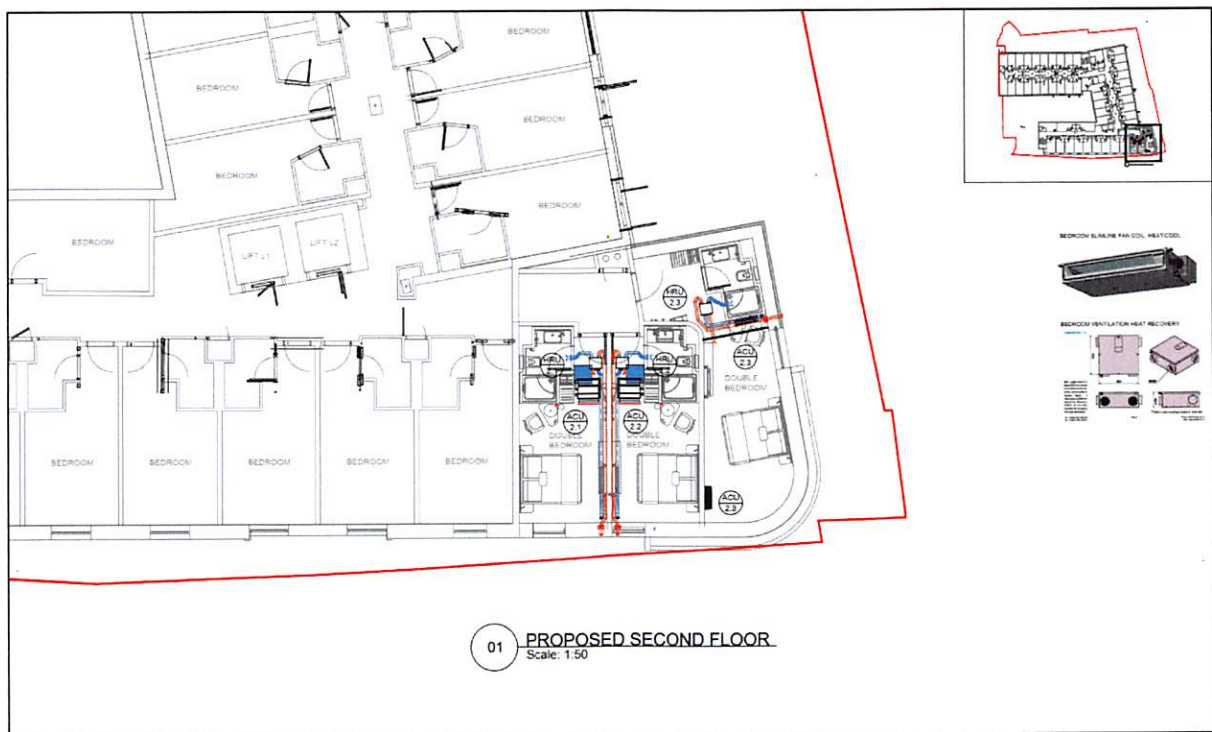 BEDROOM
BEDROOM
BEDROOM
BEDROOM
BEDROOM
BEDROOM
LIFT L1
LIFT L2
HRU
2.3
HRU
HRU
ACU
2.3
DOUBLE
BEDROOM
ACU
2.1
ACU
2.2
DOUBLE
BEDROOM
DOUBLE
BEDROOM
BEDROOM
BEDROOM
BEDROOM
BEDROOM
BEDROOM
ACU
2.3
BEDROOM SLIMLINE FAN COIL, HEAT/COOL
BEDROOM VENTILATION HEAT RECOVERY
01
PROPOSED SECOND FLOOR
Scale: 1:50